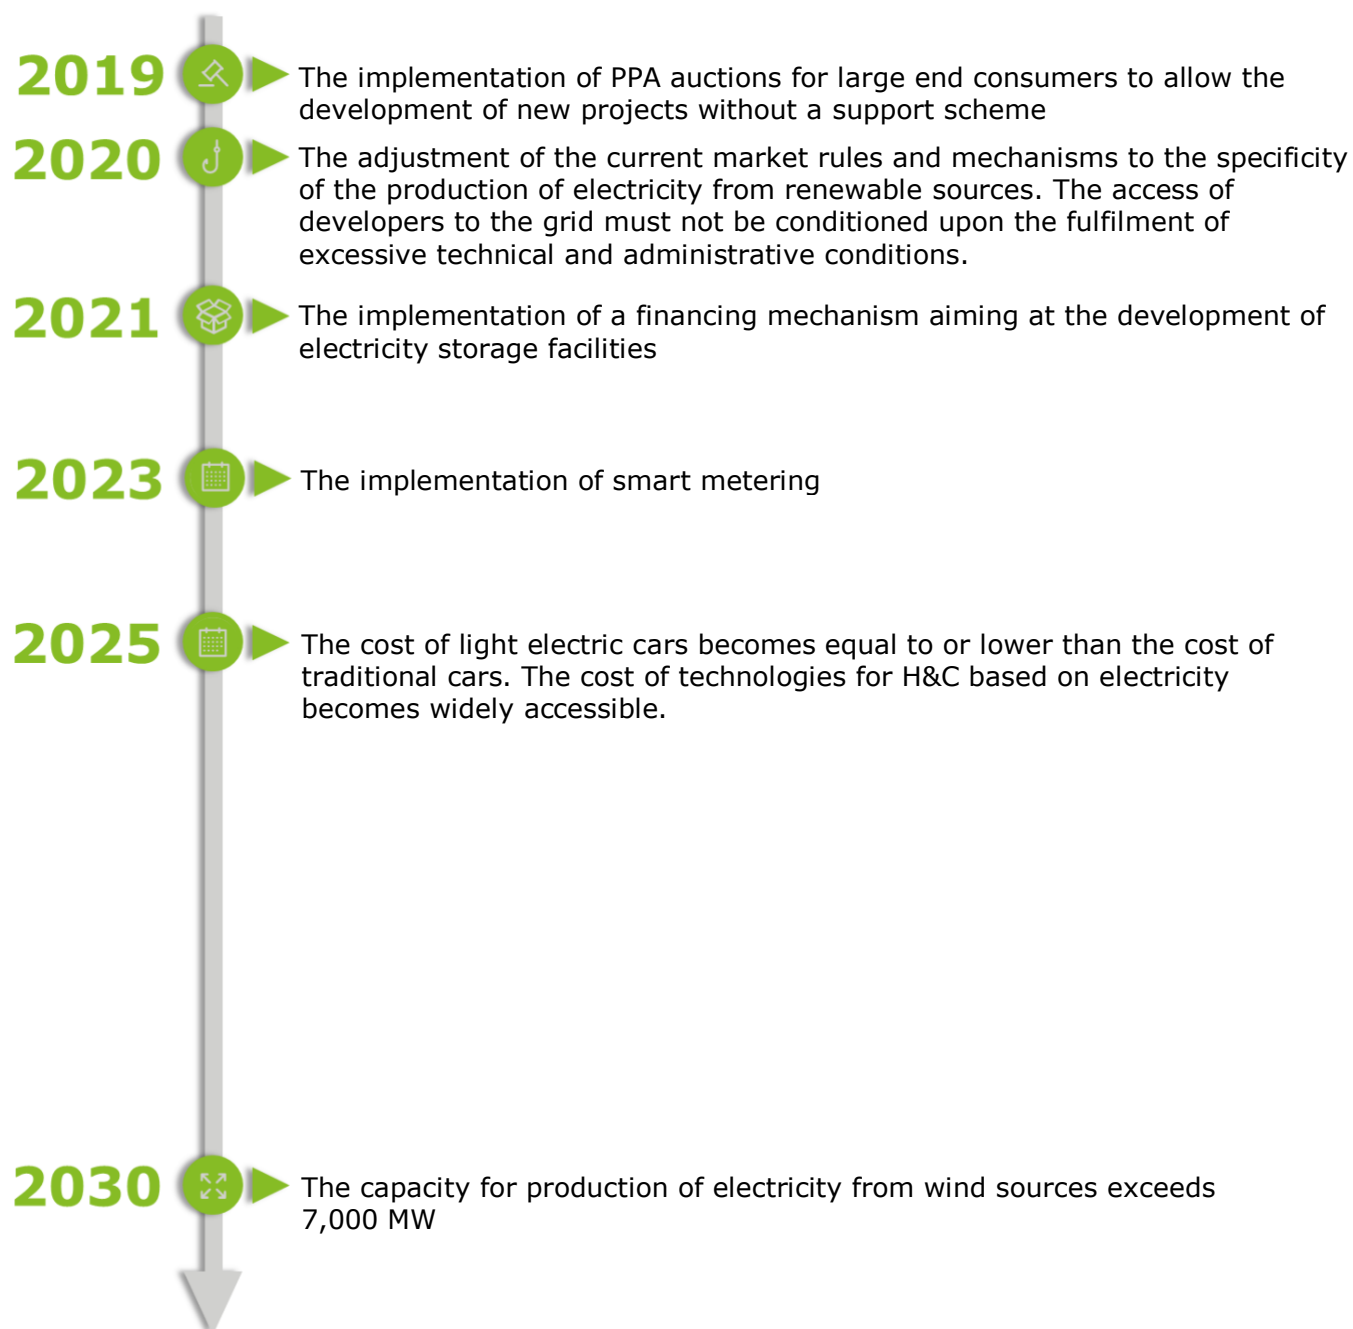 2019
The implementation of PPA auctions for large end consumers to allow the
development of new projects without a support scheme
2020
The adjustment of the current market rules and mechanisms to the specificity
of the production of electricity from renewable sources. The access of
developers to the grid must not be conditioned upon the fulfilment of
excessive technical and administrative conditions.
2021
The implementation of a financing mechanism aiming at the development of
electricity storage facilities
2023
The implementation of smart metering
2025
The cost of light electric cars becomes equal to or lower than the cost of
traditional cars. The cost of technologies for H&C based on electricity
becomes widely accessible.
2030
The capacity for production of electricity from wind sources exceeds
7,000 MW